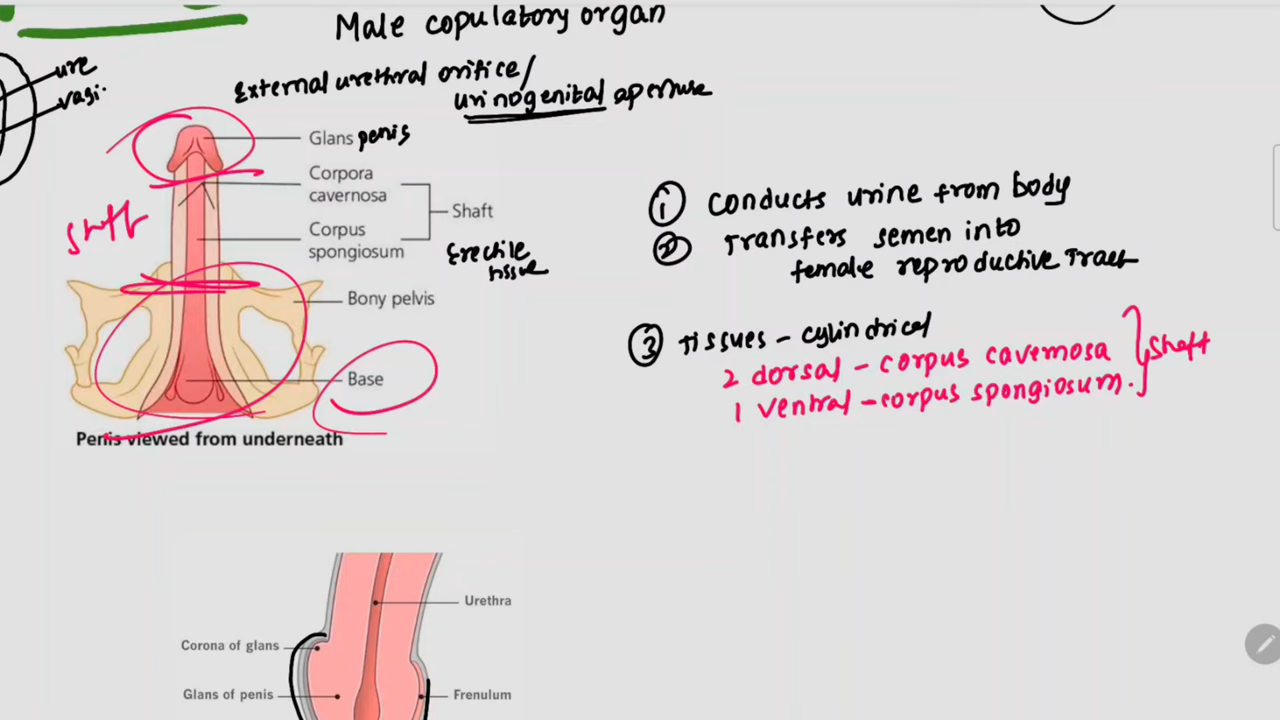 Male copulatory organ
ure
vagi.
External urethral orifice/
urinogenital aperture
Glans penis
Corpora
cavernosa
Shaft
Corpus
spongiosum
Erectile
tissue
Shaft
Bony pelvis
Base
Penis viewed from underneath
① conducts urine from body
② Transfers semen into
female reproductive Tract
③ Tissues - cylindrical
2 dorsal - corpus cavernosa
1 ventral - corpus spongiosum.
Shaft
Urethra
Corona of glans
Glans of penis
Frenulum